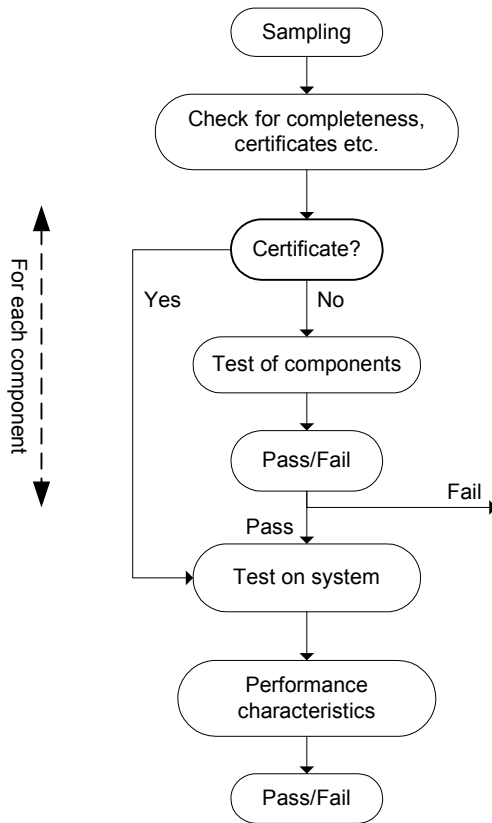 Sampling
Check for completeness,
certificates etc.
Certificate?
For each component
Yes
No
Test of components
Pass/Fail
Fail
Pass
Test on system
Performance
characteristics
Pass/Fail